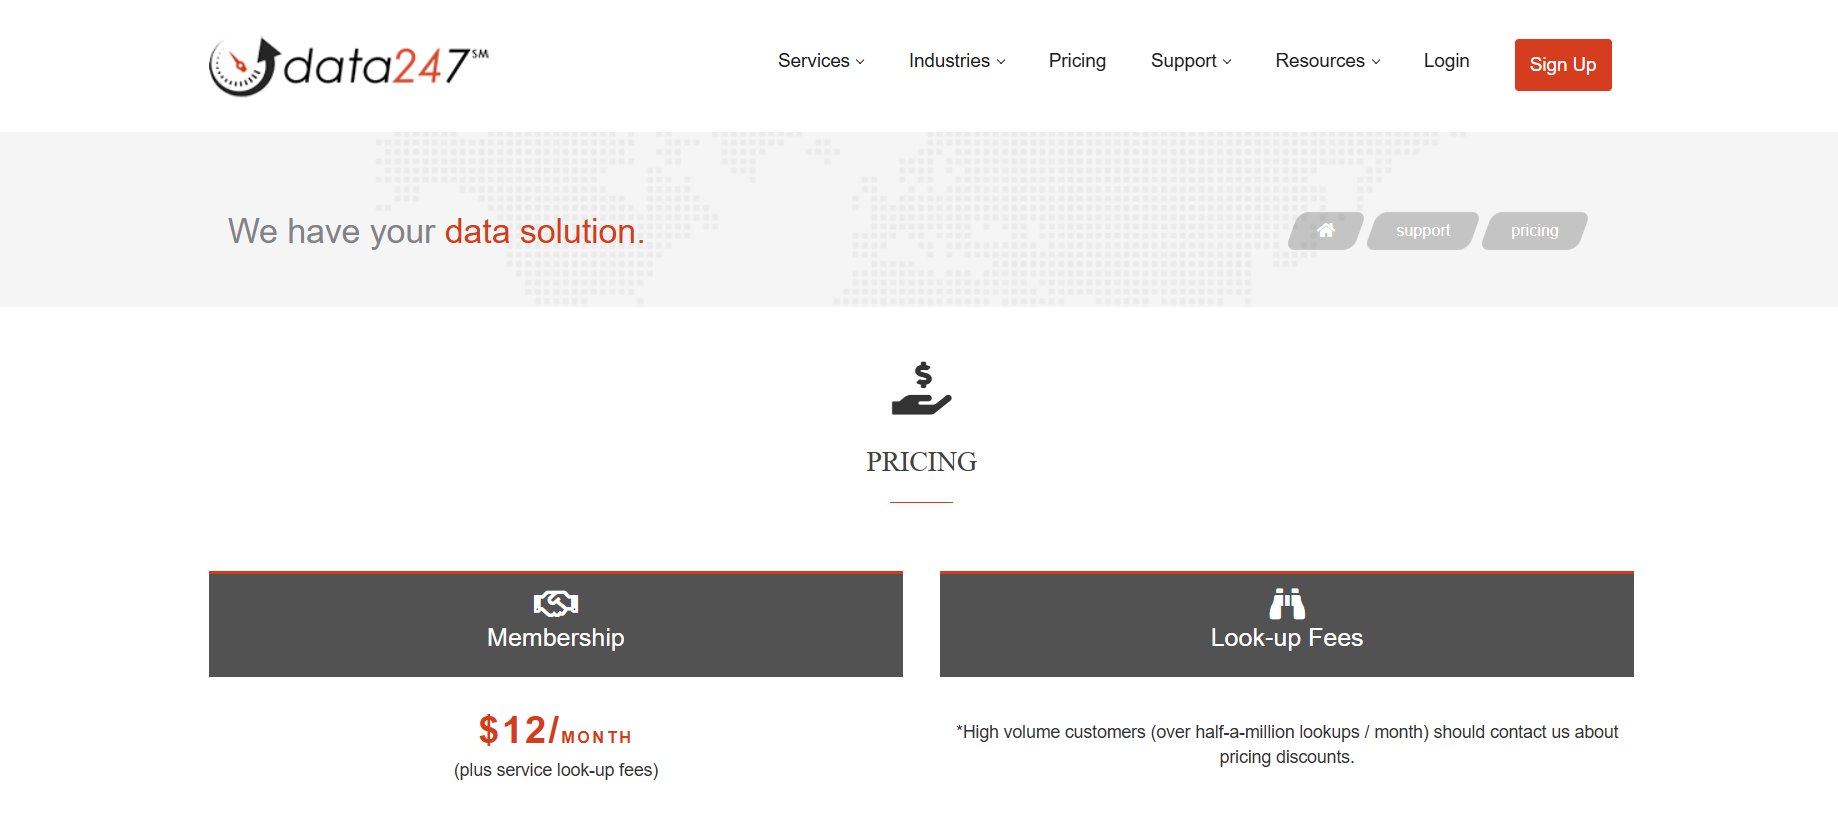 data247℠
Services
Industries
Pricing
Support
Resources
Login
Sign Up
We have your data solution.
support
pricing
$
PRICING
Membership
Look-up Fees
$12/MONTH
(plus service look-up fees)
*High volume customers (over half-a-million lookups / month) should contact us about
pricing discounts.